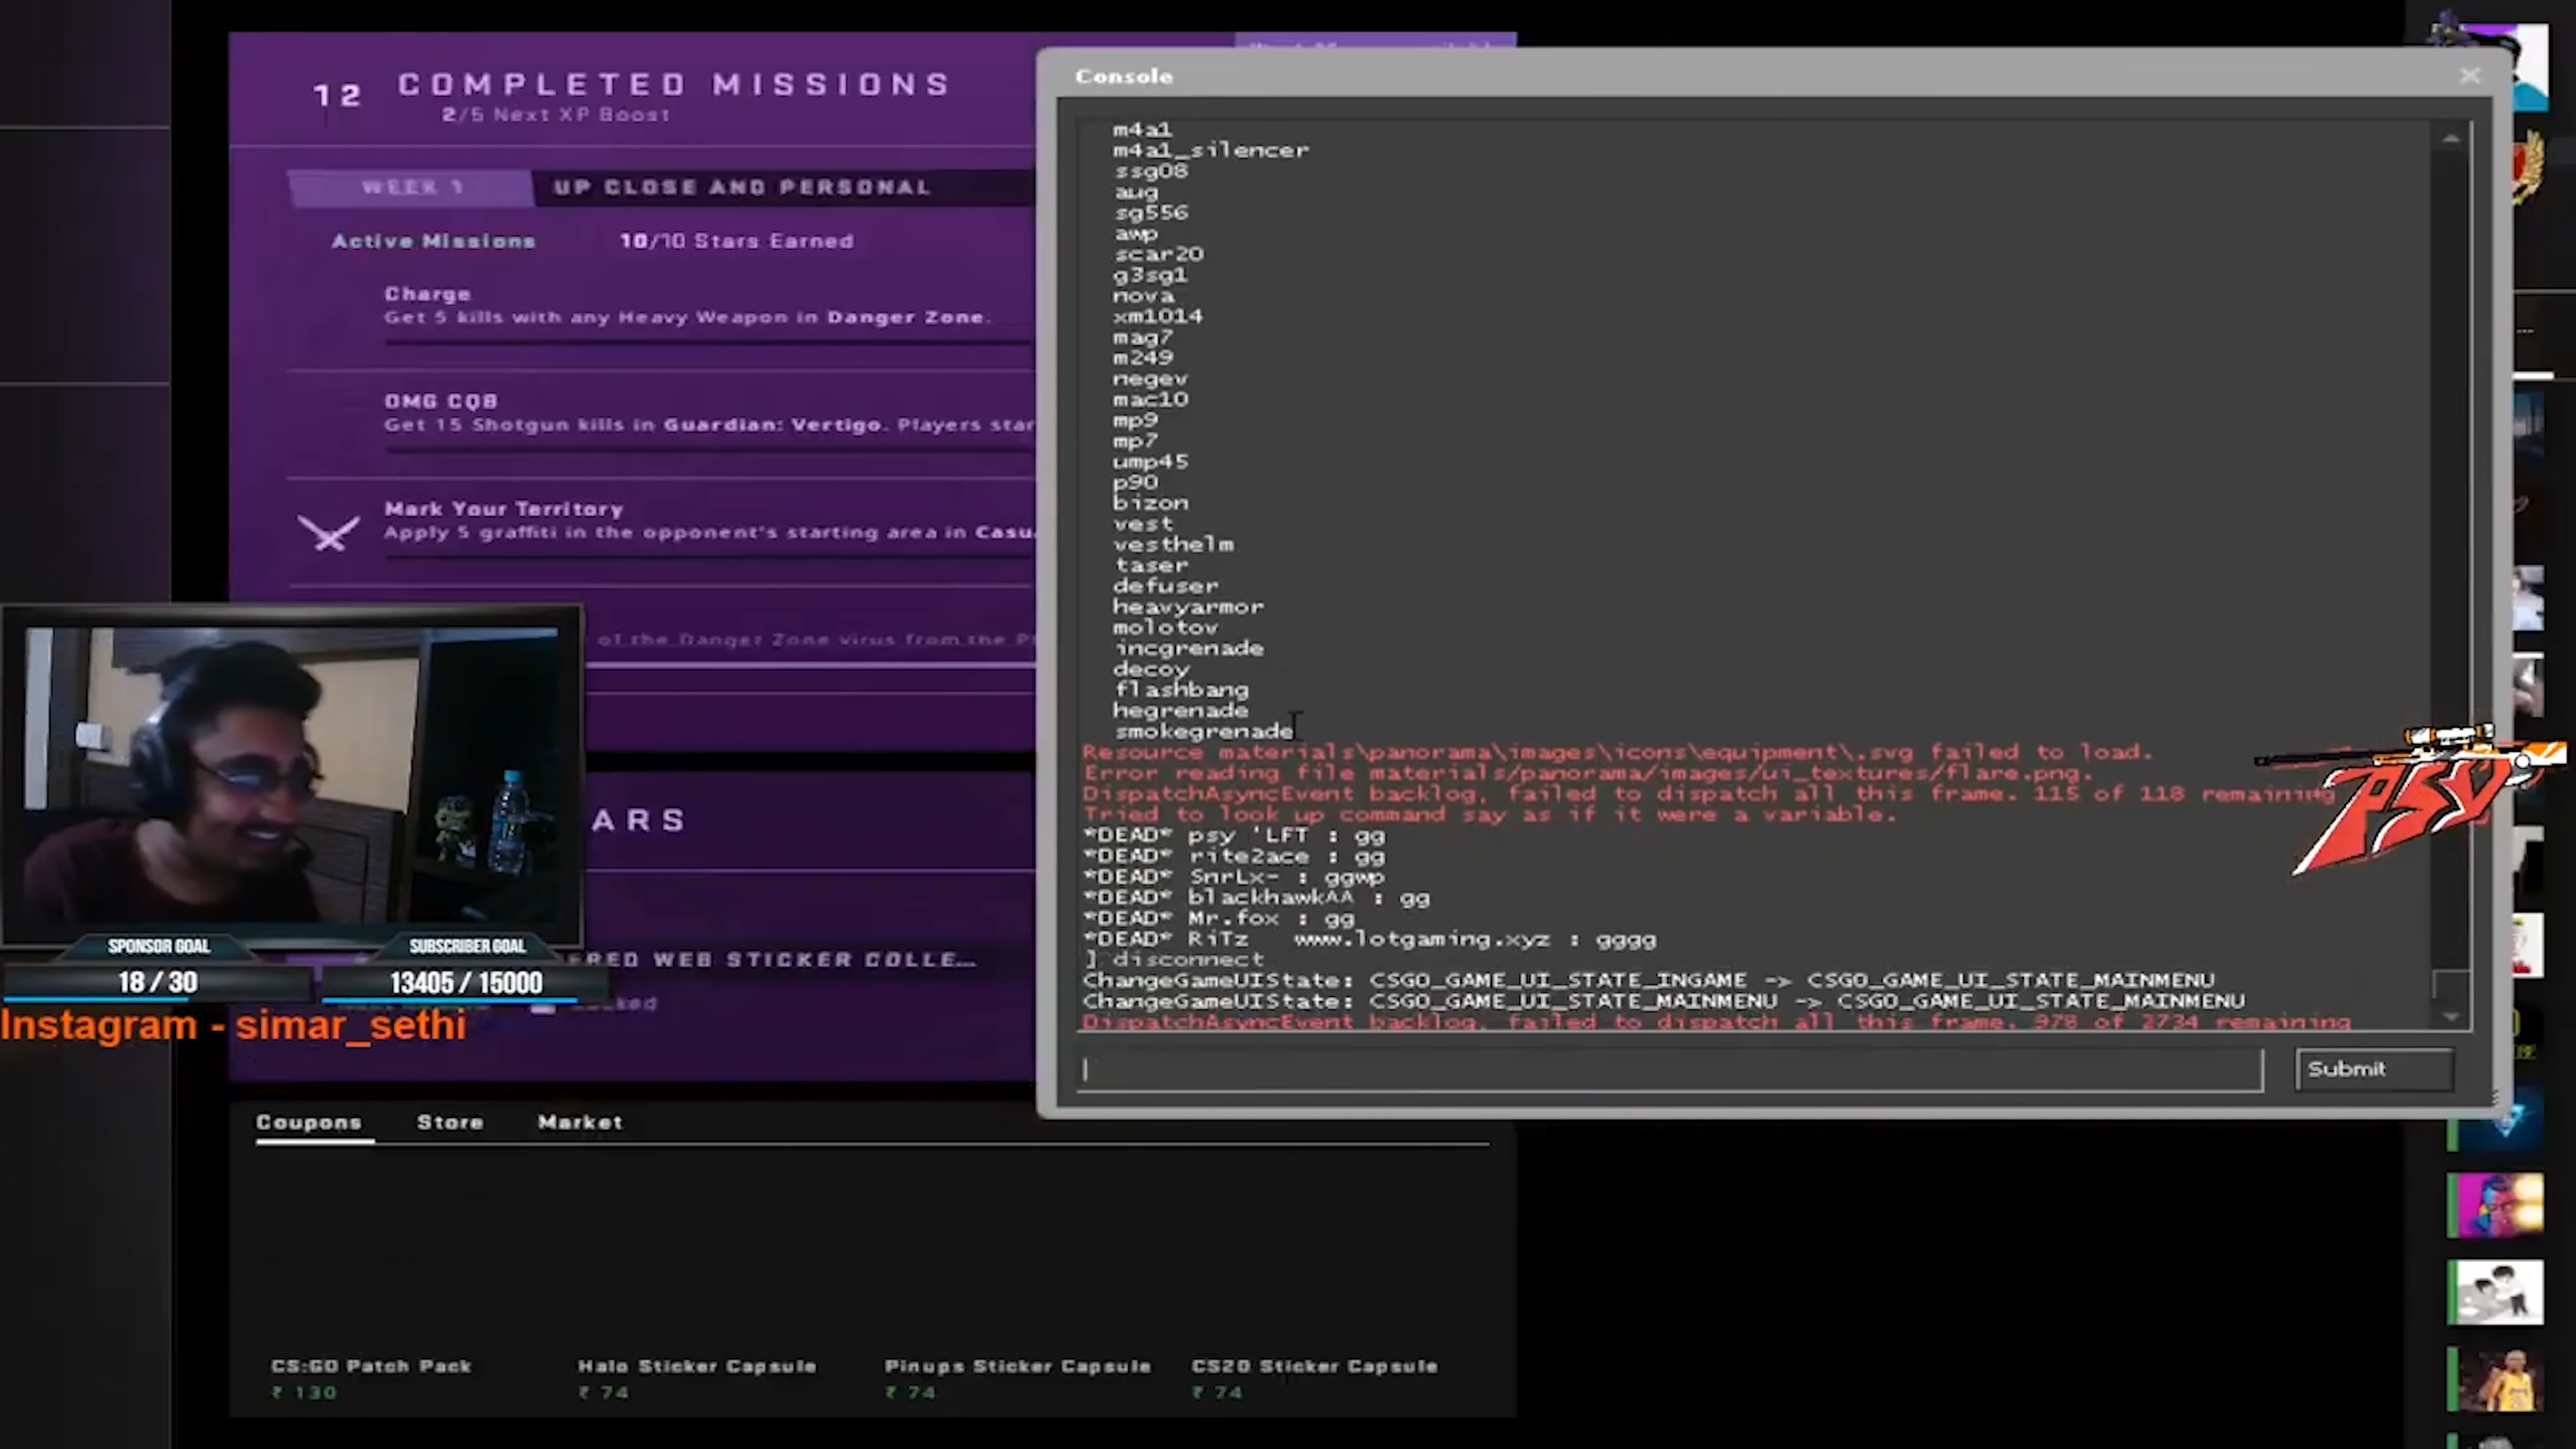 12
COMPLETED MISSIONS
2/5 Next XP Boost
WEEK 1
UP CLOSE AND PERSONAL
Active Missions
10/10 Stars Earned
Charge
Get 5 kills with any Heavy Weapon in Danger Zone.
OMG CQB
Get 15 Shotgun kills in Guardian: Vertigo. Players star
Mark Your Territory
Apply 5 graffiti in the opponent's starting area in Casu
of the Danger Zone virus from the P
ARS
ERED WEB STICKER COLLE...
SPONSOR GOAL
18 / 30
SUBSCRIBER GOAL
13405 / 15000
Instagram - simar_sethi
Coupons
Store
Market
CS:GO Patch Pack
₹ 130
Halo Sticker Capsule
₹ 74
Pinups Sticker Capsule
₹ 74
CS20 Sticker Capsule
₹ 74
Console
m4a1
m4a1_silencer
ssg08
aug
sg556
awp
scar20
g3sg1
nova
xm1014
mag7
m249
negev
mac10
mp9
mp7
ump45
p90
bizon
vest
vesthelm
taser
defuser
heavyarmor
molotov
incgrenade
decoy
flashbang
hegrenade
smokegrenade
Resource materials\panorama\images\icons\equipment\.svg failed to load.
Error reading file materials/panorama/images/ui_textures/flare.png.
DispatchAsyncEvent backlog, failed to dispatch all this frame. 115 of 118 remaining
Tried to look up command say as if it were a variable.
*DEAD* psy 'LFT : gg
*DEAD* rite2ace : gg
*DEAD* SnrLx- : ggwp
*DEAD* blackhawkAA : gg
*DEAD* Mr.fox : gg
*DEAD* RiTz www.lotgaming.xyz : gggg
] disconnect
ChangeGameUIState: CSGO_GAME_UI_STATE_INGAME -> CSGO_GAME_UI_STATE_MAINMENU
ChangeGameUIState: CSGO_GAME_UI_STATE_MAINMENU -> CSGO_GAME_UI_STATE_MAINMENU
DispatchAsyncEvent backlog, failed to dispatch all this frame. 978 of 2734 remaining
Submit
PSY